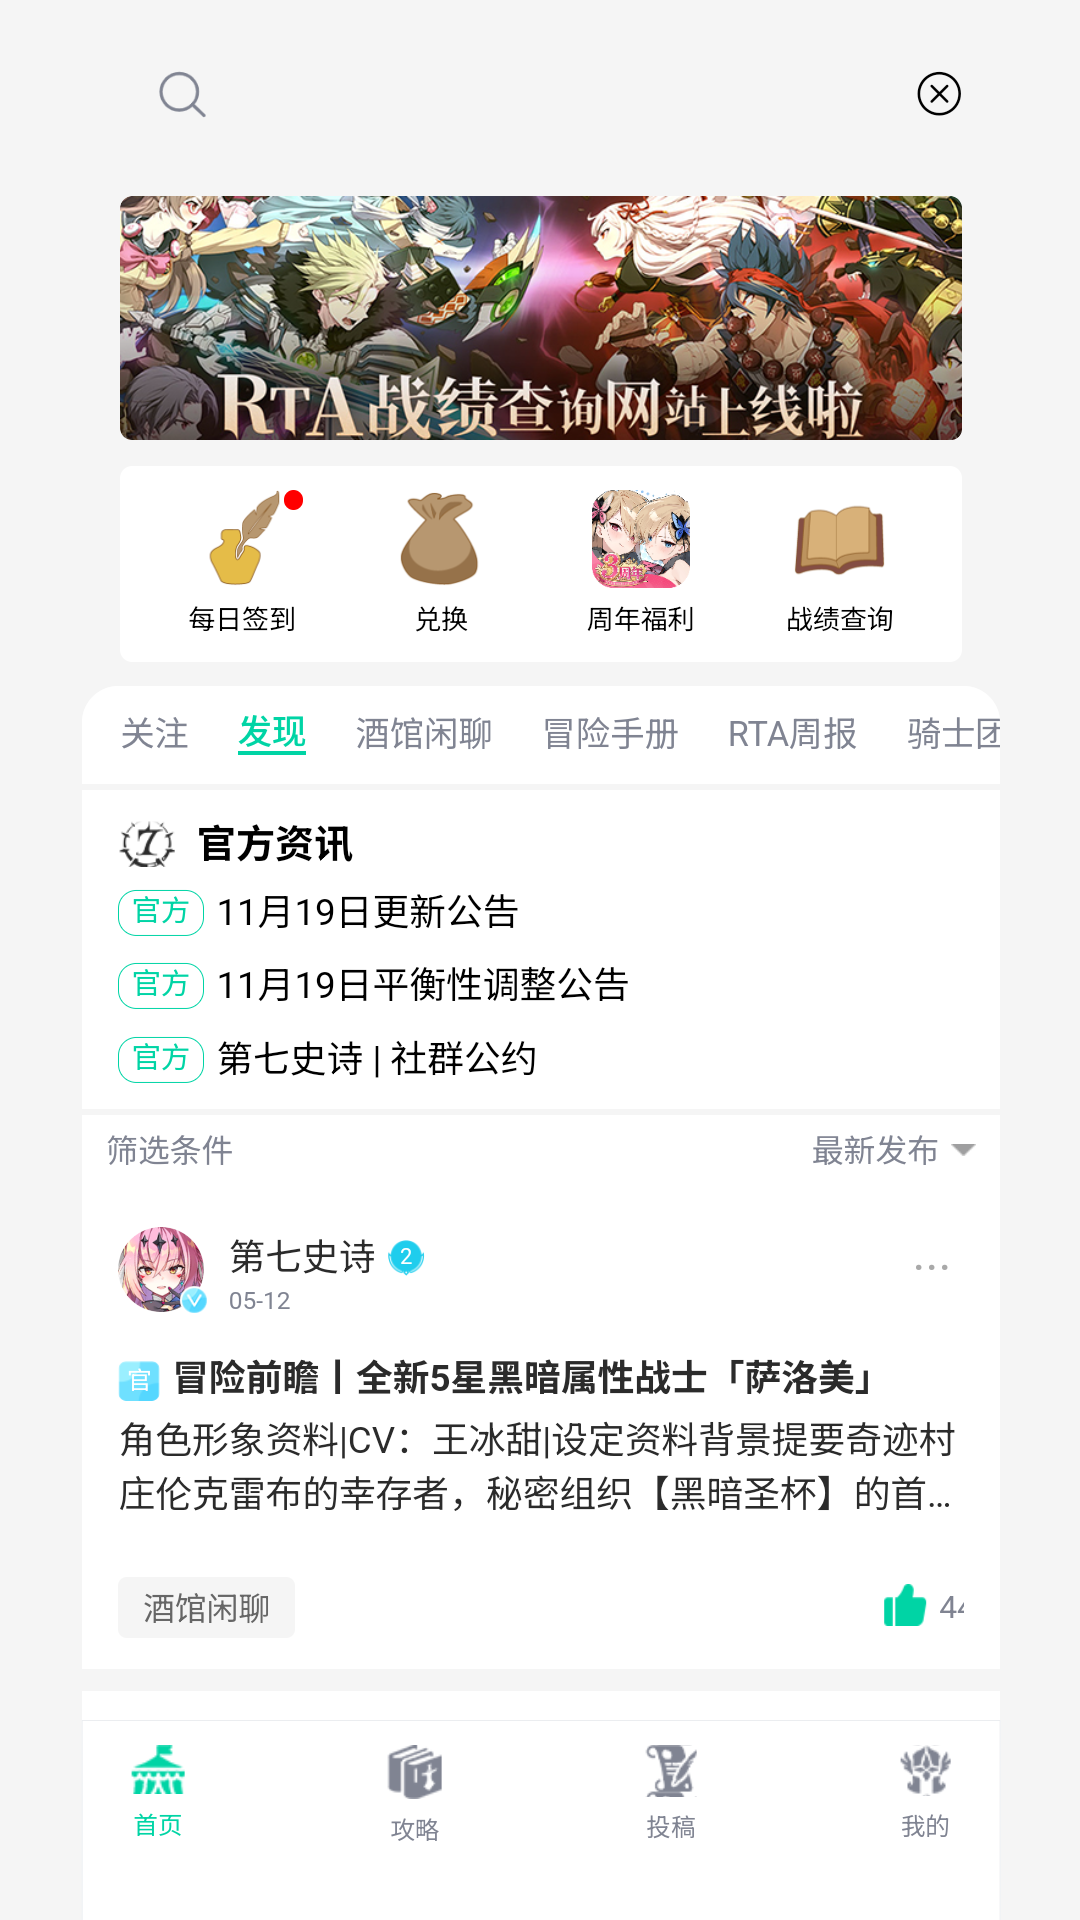 RTA战绩查询网站上线啦
每日签到
兑换
周年福利
战绩查询
关注 发现 酒馆闲聊 冒险手册 RTA周报 骑士团
7 官方资讯
官方 11月19日更新公告
官方 11月19日平衡性调整公告
官方 第七史诗 | 社群公约
筛选条件 最新发布
第七史诗 2
05-12
官 冒险前瞻丨全新5星黑暗属性战士「萨洛美」
角色形象资料|CV：王冰甜|设定资料背景提要奇迹村
庄伦克雷布的幸存者，秘密组织【黑暗圣杯】的首...
酒馆闲聊 44
首页 攻略 投稿 我的